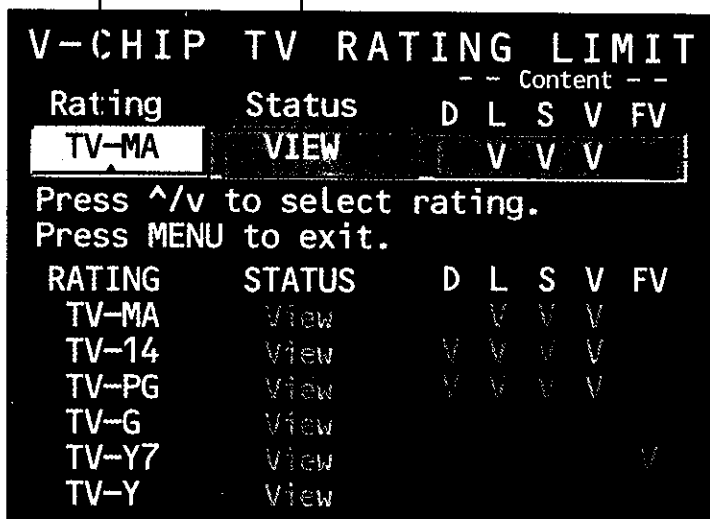 V-CHIP TV RATING LIMIT
-- Content --
Rating Status D L S V FV
TV-MA VIEW V V V
Press ^/v to select rating.
Press MENU to exit.
RATING STATUS D L S V FV
TV-MA View V V V
TV-14 View V V V V
TV-PG View V V V V
TV-G View
TV-Y7 View V
TV-Y View